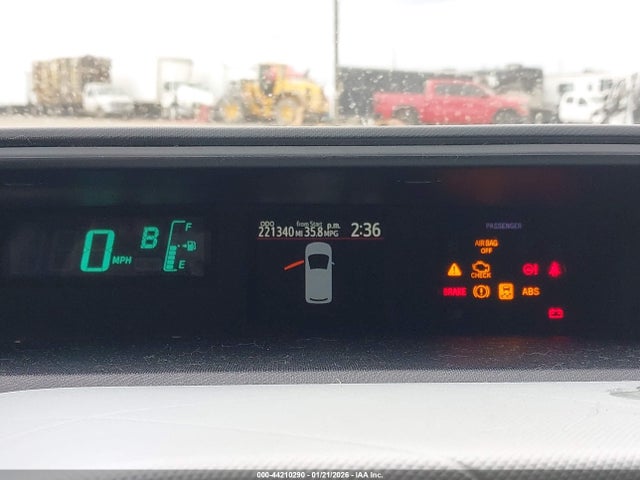 0 MPH
B
F
E
ODO From Start p.m.
221340 MI 35.8 MPG 2:36
PASSENGER
AIR BAG
OFF
CHECK
BRAKE ABS
000-44210290 - 01/21/2026 - IAA Inc.